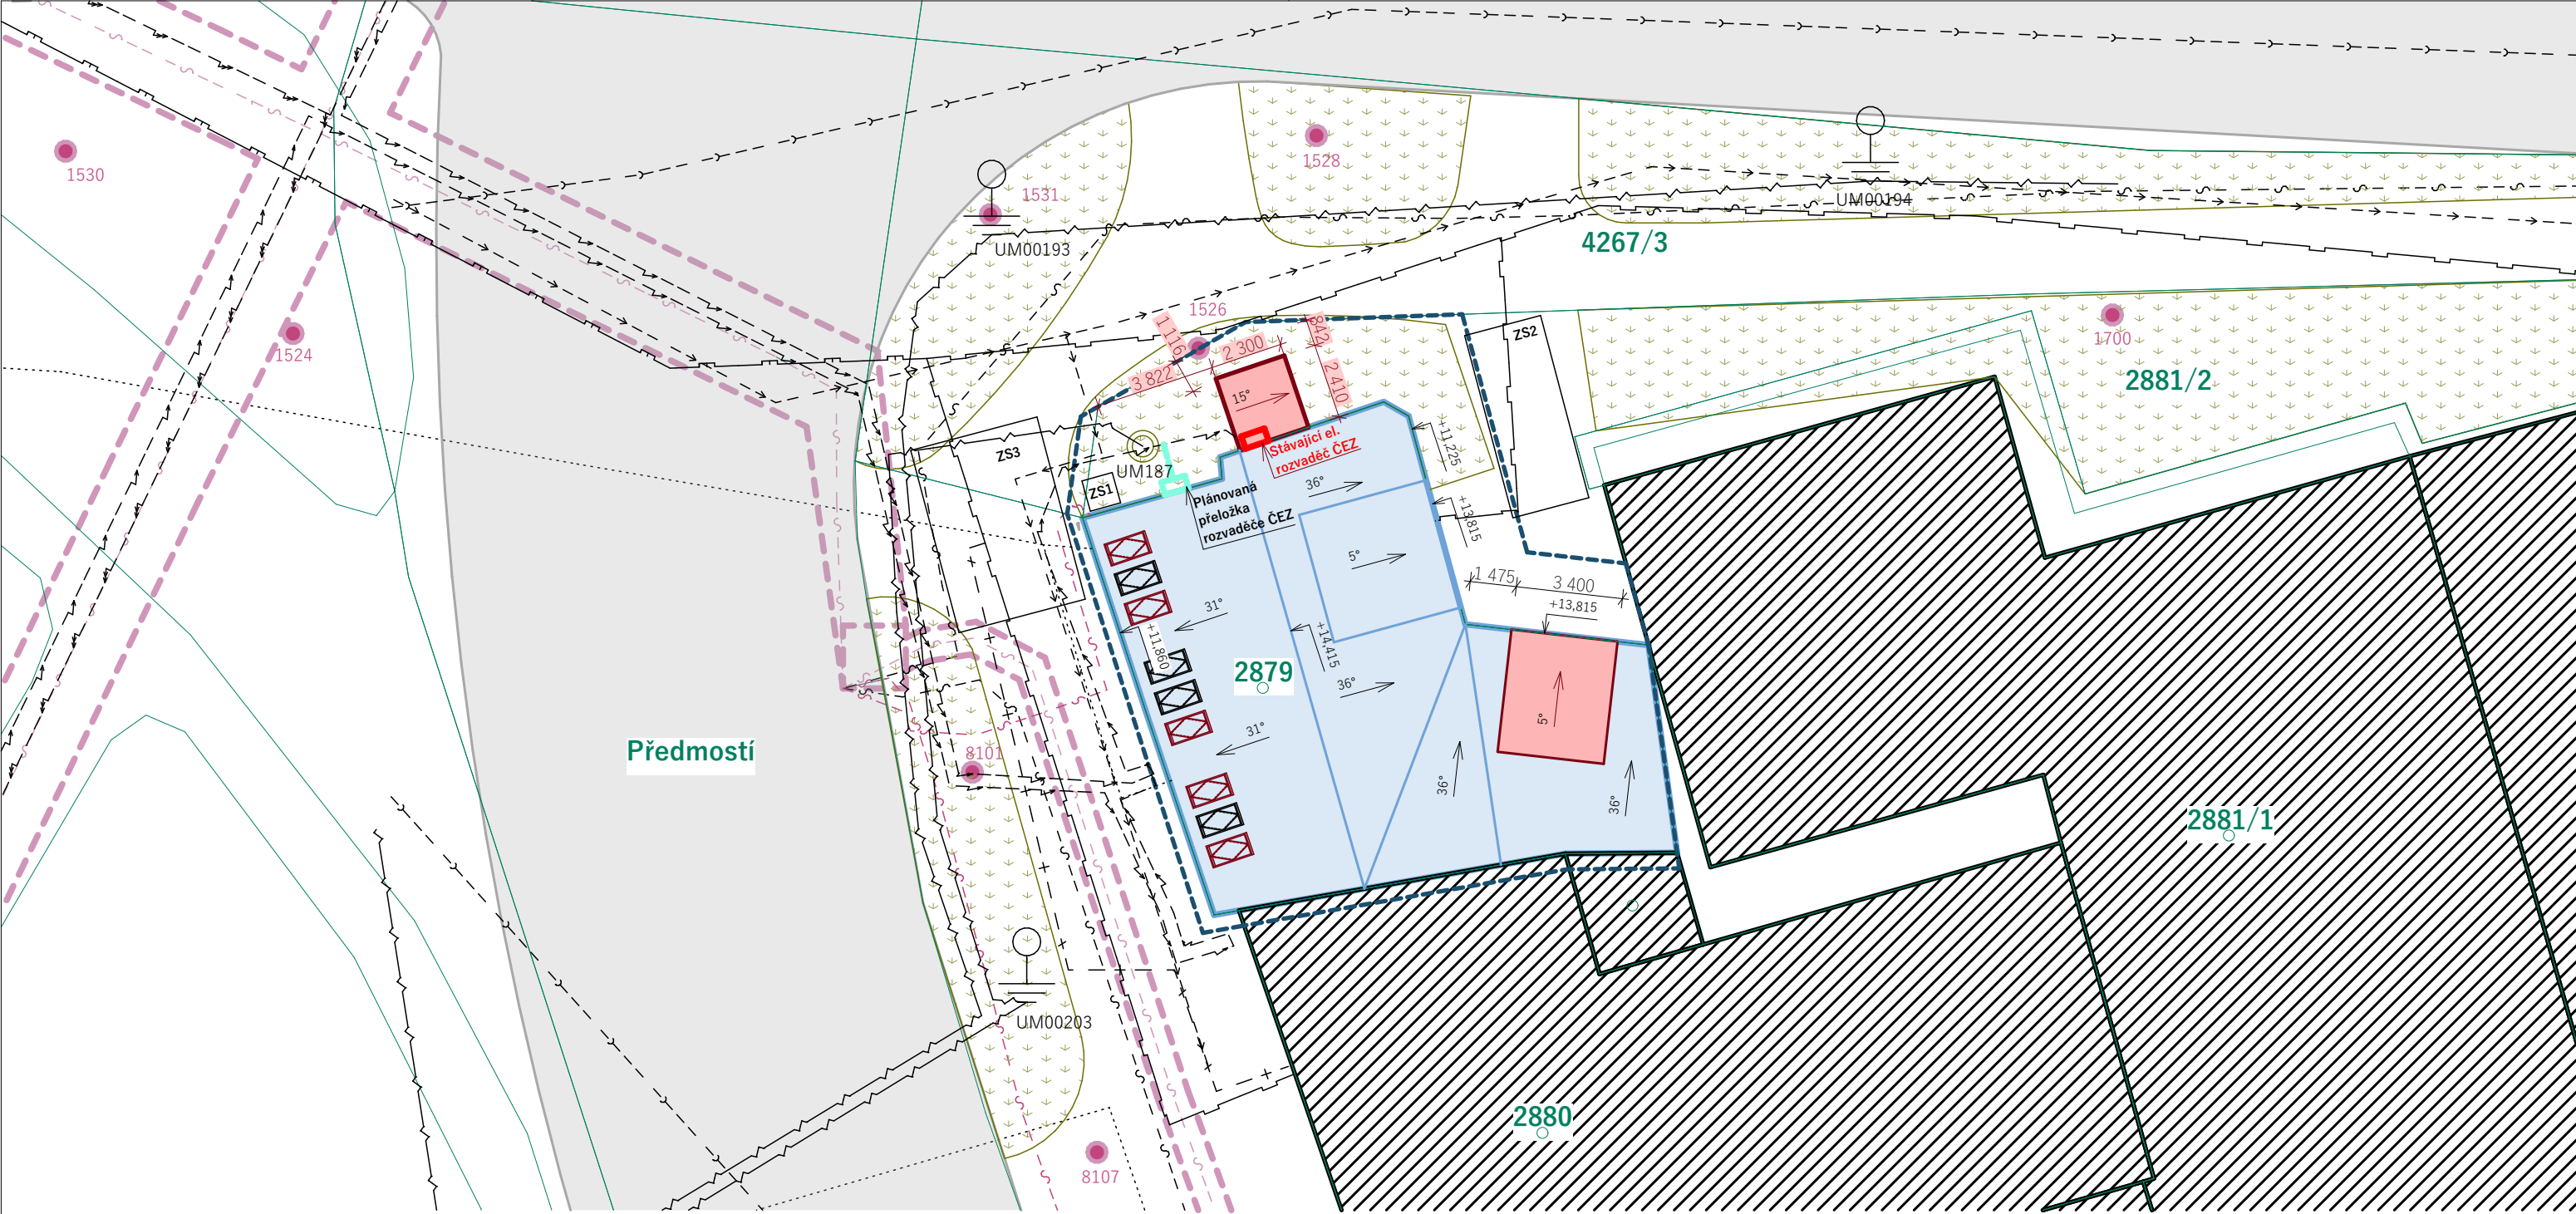 1530
1528
1531
UM00193
UM00194
4267/3
1526
1524
1700
2881/2
ZS2
1 116
2 300
842
3 822
2 410
15°
Stávající el.
rozvaděč ČEZ
+11,225
ZS3
UM187
ZS1
Plánovaná
přeložka
rozvaděče ČEZ
36°
+13,815
5°
1 475
3 400
+13,815
31°
+11,860
+14,415
2879
36°
5°
31°
36°
36°
Předmostí
8101
2881/1
UM00203
2880
8107